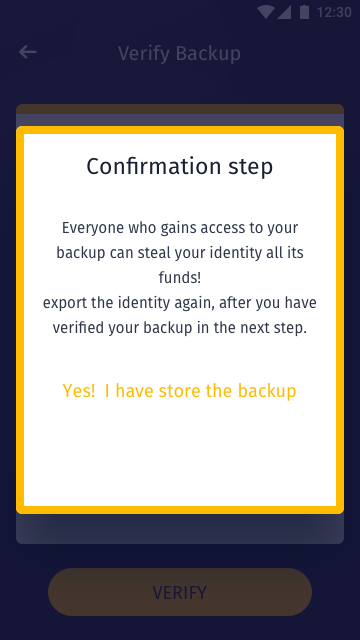 12:30
Verify Backup
Confirmation step
Everyone who gains access to your
backup can steal your identity all its
funds!
export the identity again, after you have
verified your backup in the next step.
Yes! I have store the backup
VERIFY